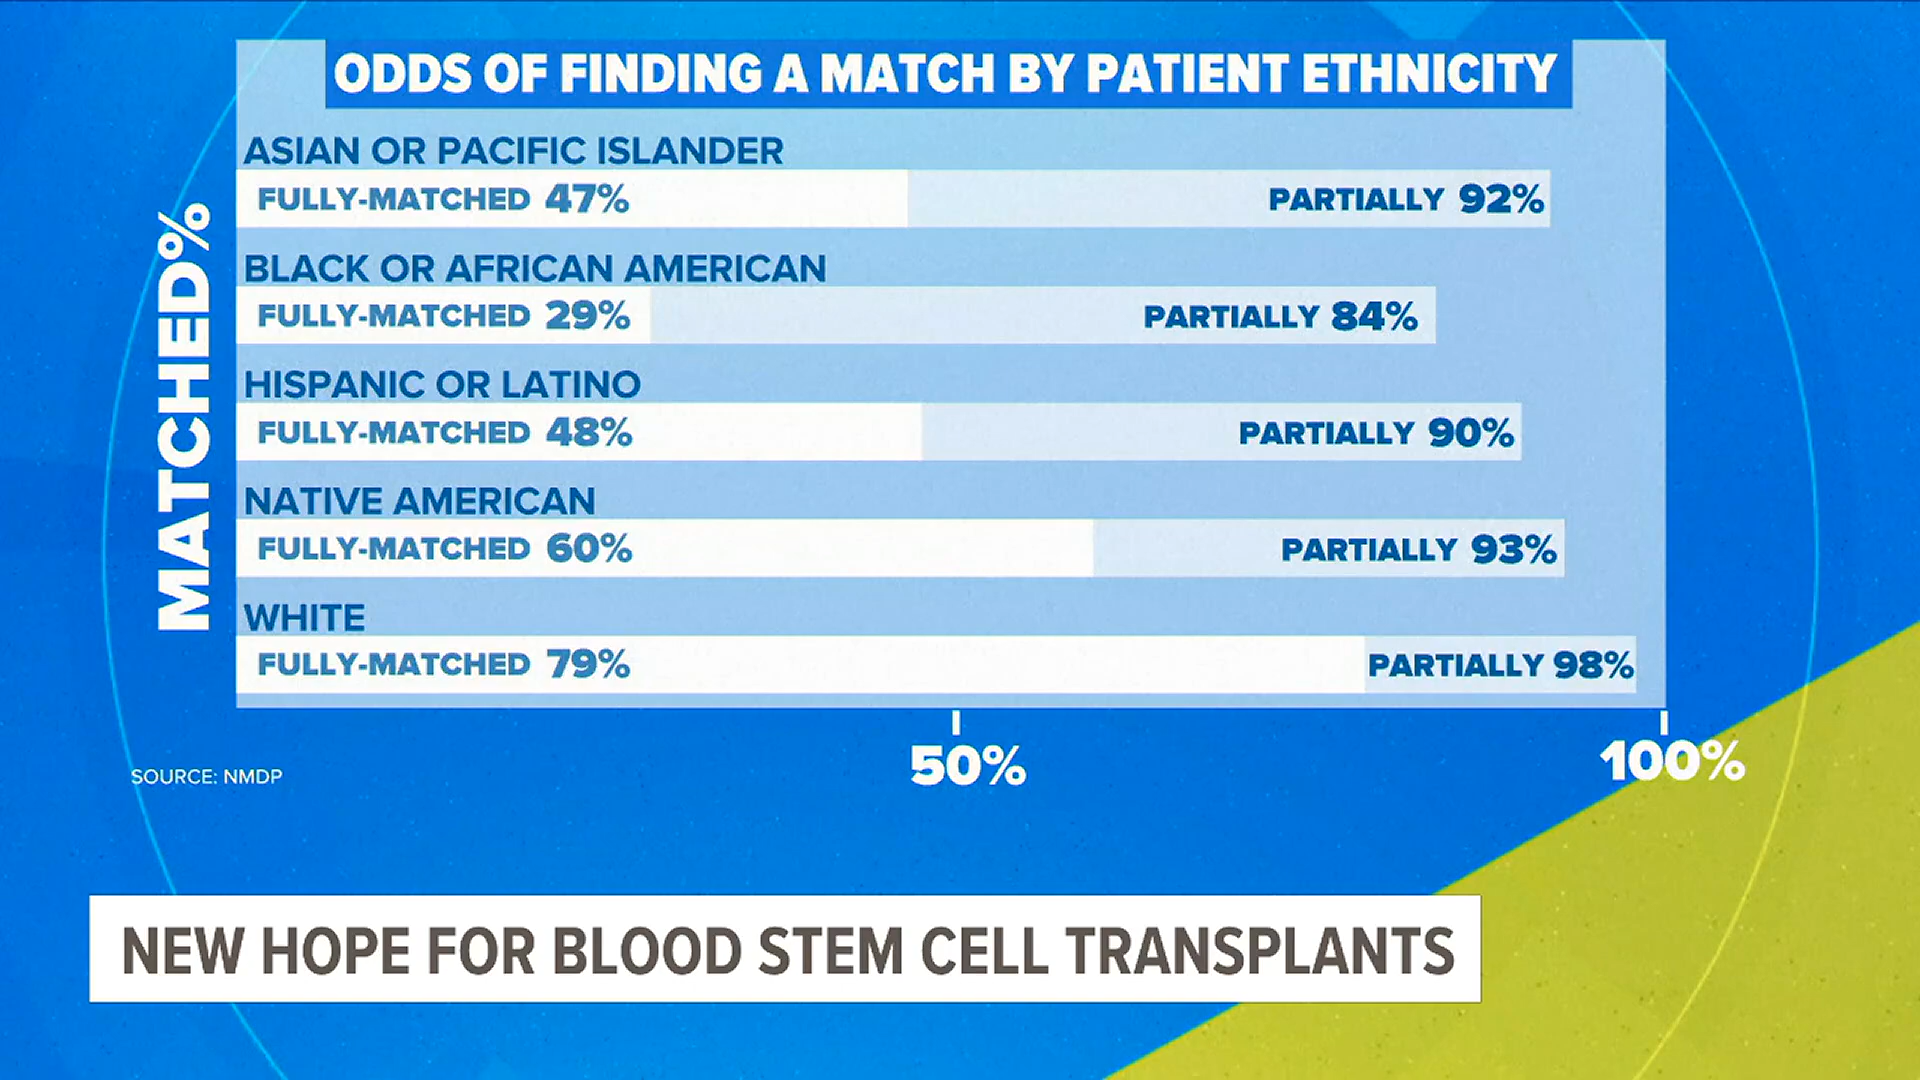 ODDS OF FINDING A MATCH BY PATIENT ETHNICITY
MATCHED%
ASIAN OR PACIFIC ISLANDER
FULLY-MATCHED 47% PARTIALLY 92%
BLACK OR AFRICAN AMERICAN
FULLY-MATCHED 29% PARTIALLY 84%
HISPANIC OR LATINO
FULLY-MATCHED 48% PARTIALLY 90%
NATIVE AMERICAN
FULLY-MATCHED 60% PARTIALLY 93%
WHITE
FULLY-MATCHED 79% PARTIALLY 98%
50% 100%
SOURCE: NMDP
NEW HOPE FOR BLOOD STEM CELL TRANSPLANTS